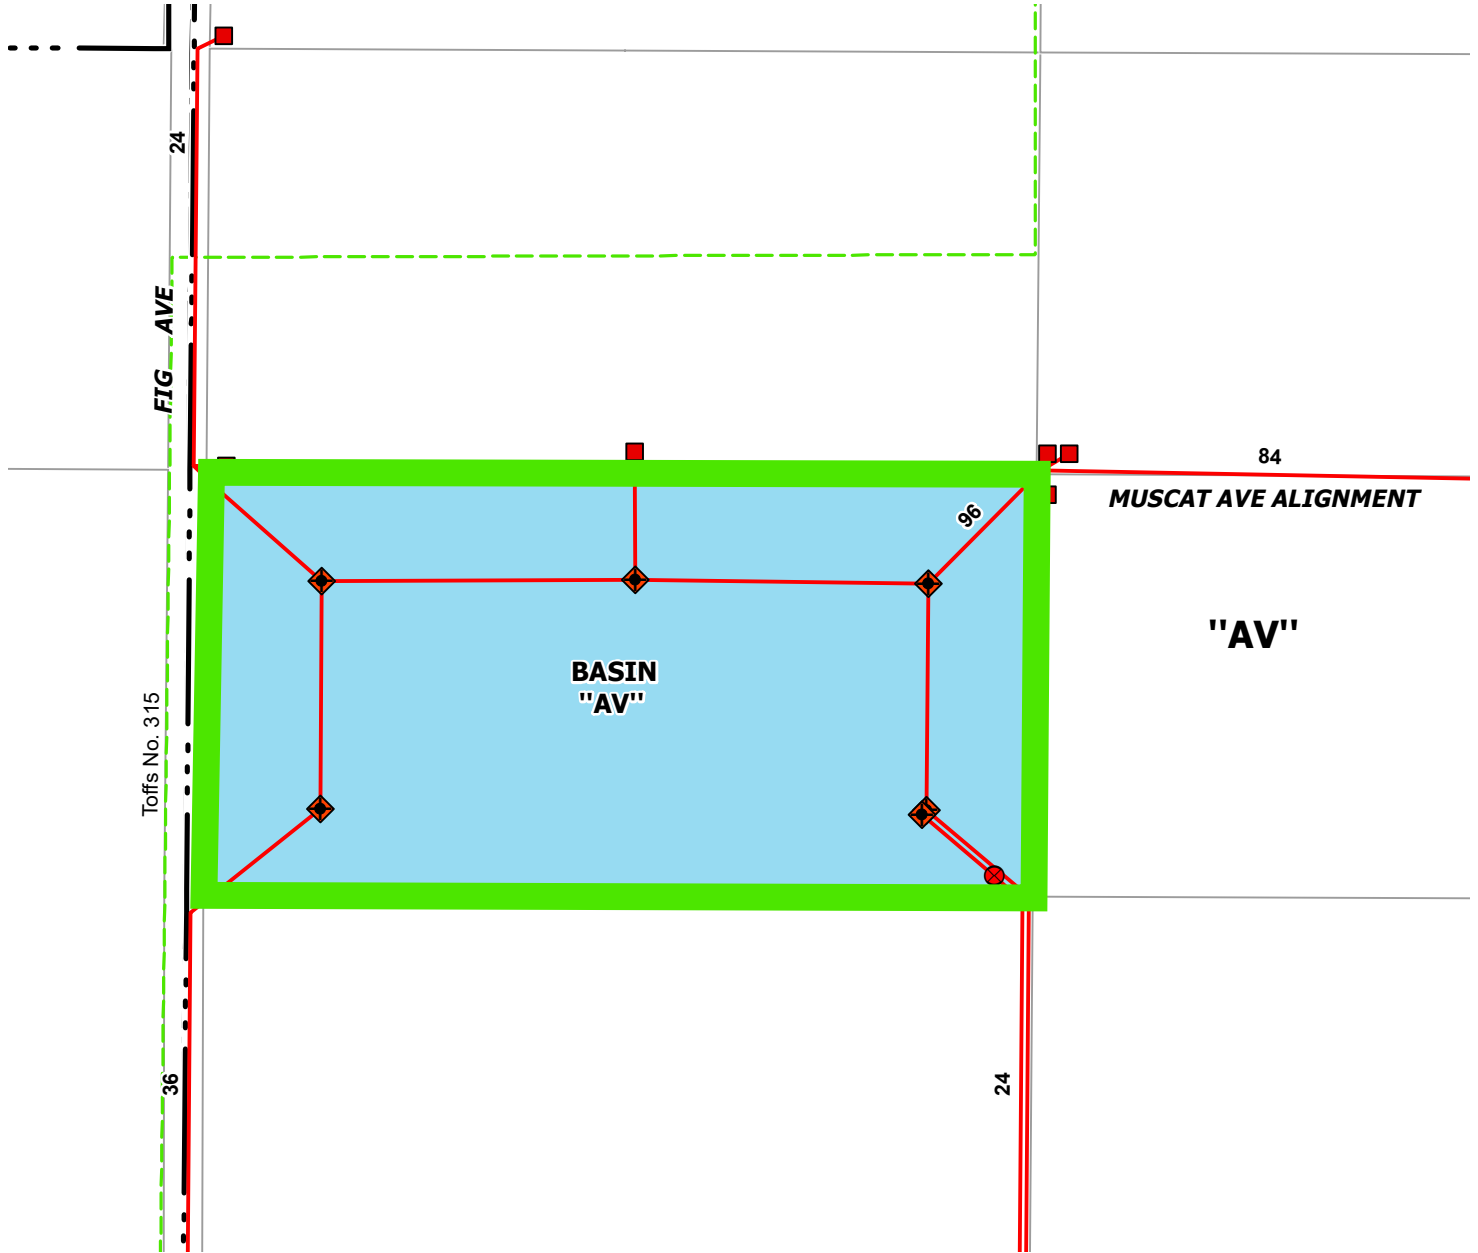 24
FIG AVE
84
MUSCAT AVE ALIGNMENT
96
"AV"
BASIN
"AV"
Toffs No. 315
36
24